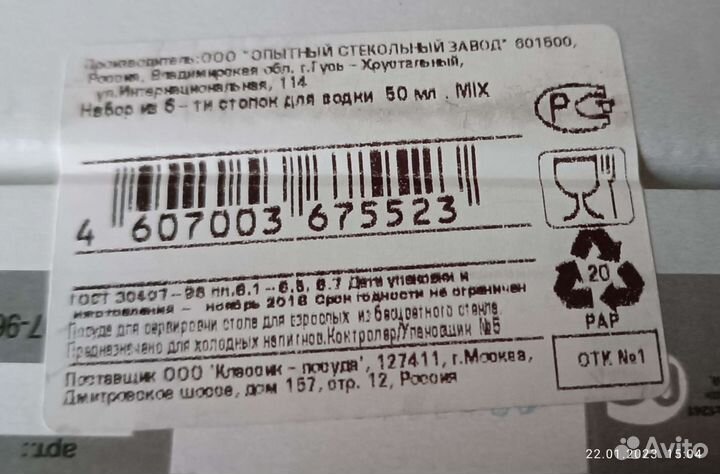 Производитель:ООО "ОПЫТНЫЙ СТЕКОЛЬНЫЙ ЗАВОД" 601500,
Россия, Владимирская обл. г.Гусь - Хрустальный,
ул.Интернациональная, 114
Набор из 6-ти стопок для водки 50 мл . MIX
4 607003 675523
ГОСТ 30407-96 пп.6.1-6.5, 6.7 Дата упаковки и
изготовления - ноябрь 2018 Срок годности не ограничен
Посуда для сервировки стола для взрослых из бесцветного стекла.
Предназначено для холодных напитков.Контролер/Упаковщик №5
Поставщик ООО "Классик - посуда", 127411, г.Москва,
Дмитровское шоссе, дом 157, стр. 12, Россия
РС
20
PAP
ОТК №1
7-96
арт.:
Avito
22.01.2023 15:04